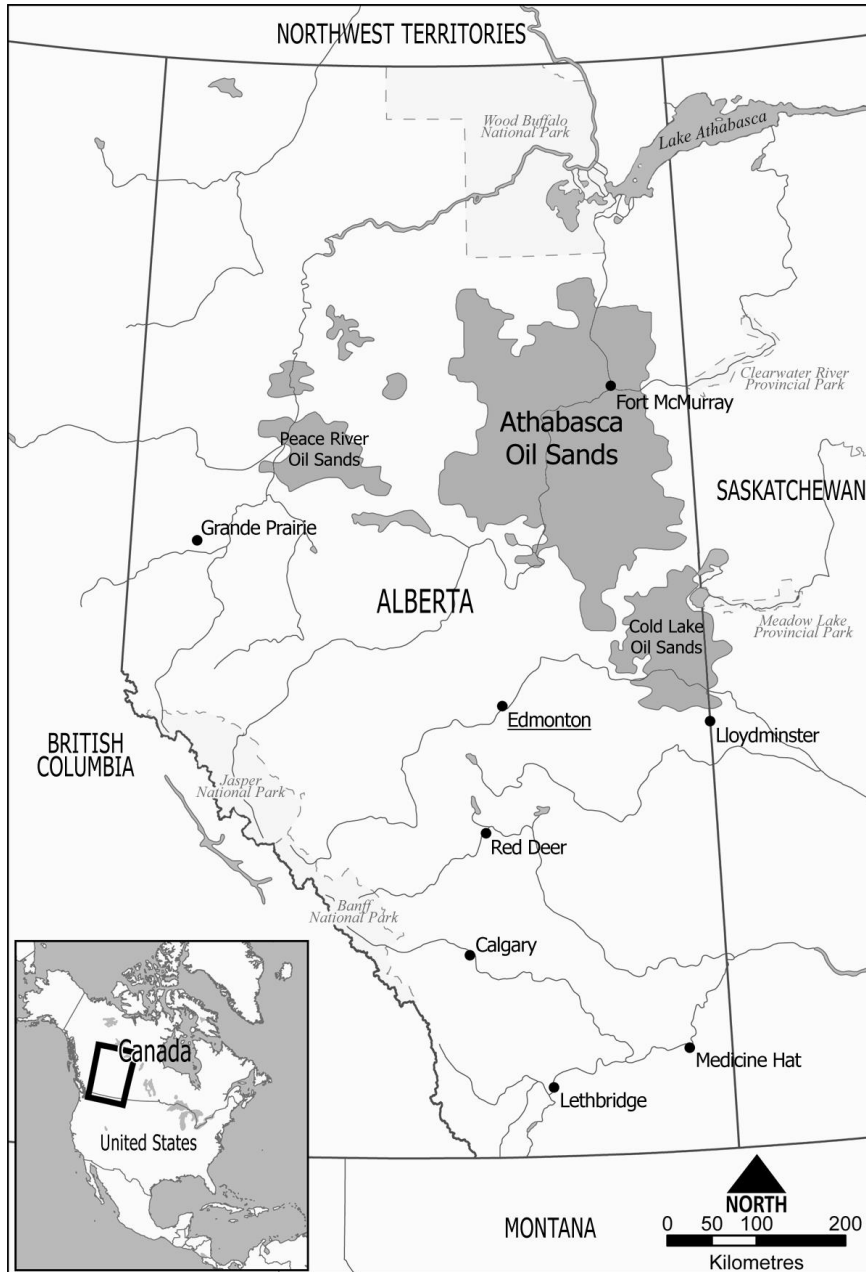 NORTHWEST TERRITORIES
Wood Buffalo
National Park
Lake Athabasca
Clearwater River
Provincial Park
Fort McMurray
Athabasca
Oil Sands
Peace River
Oil Sands
SASKATCHEWAN
Grande Prairie
ALBERTA
Cold Lake
Oil Sands
Meadow Lake
Provincial Park
Edmonton
Lloydminster
BRITISH
COLUMBIA
Jasper
National Park
Red Deer
Banff
National Park
Calgary
Canada
Medicine Hat
Lethbridge
United States
NORTH
MONTANA
0 50 100 200
Kilometres